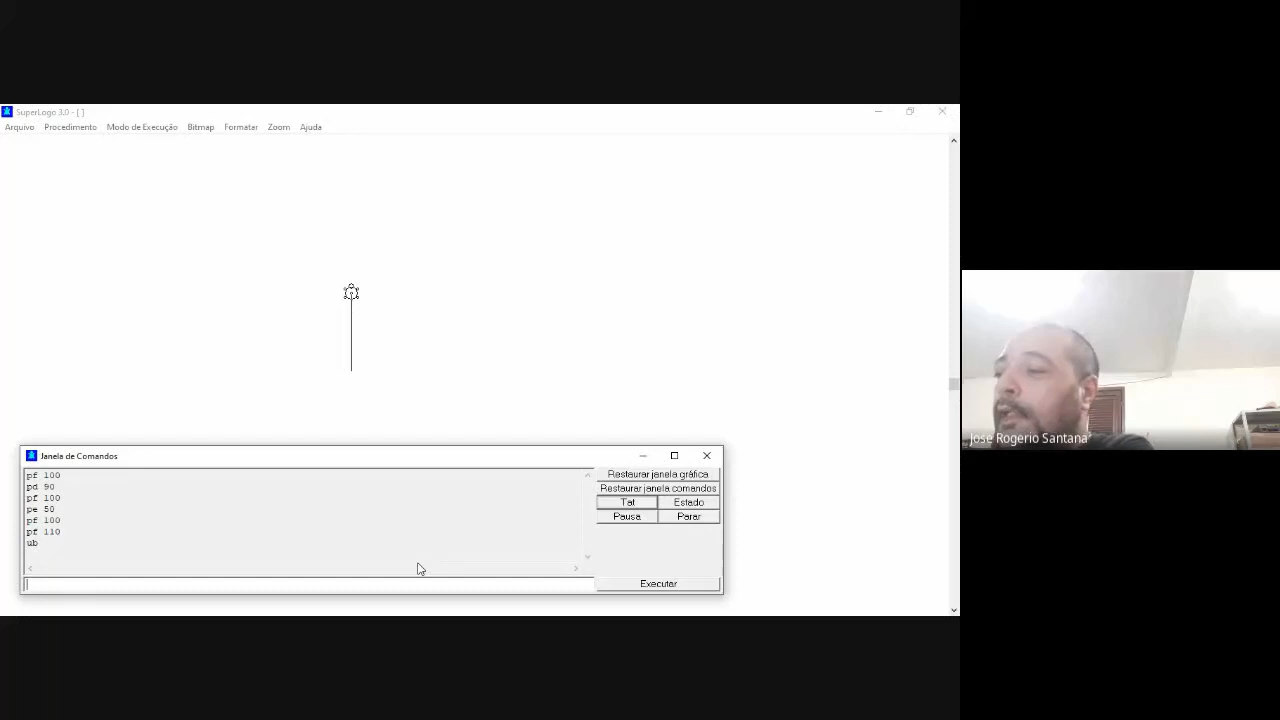 SuperLogo 3.0 - [ ]
Arquivo Procedimento Modo de Execução Bitmap Formatar Zoom Ajuda
Janela de Comandos
pf 100
pd 90
pf 100
pe 50
pf 100
pf 110
ub
Restaurar janela gráfica
Restaurar janela comandos
Tat Estado
Pausa Parar
Executar
Jose Rogerio Santana